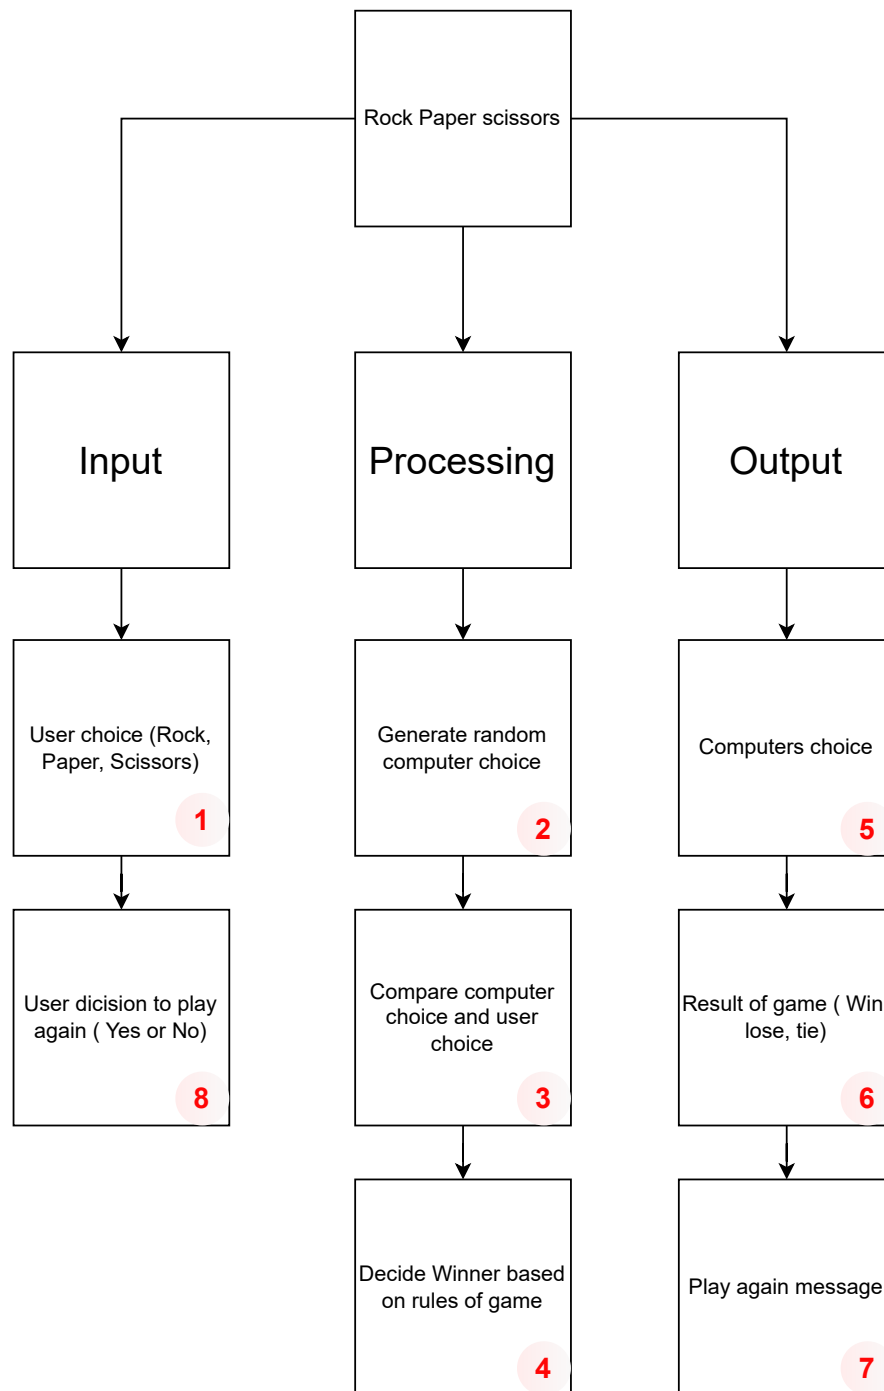 Rock Paper scissors
Input
Processing
Output
User choice (Rock,
Paper, Scissors)
1
Generate random
computer choice
2
Computers choice
5
User dicision to play
again ( Yes or No)
8
Compare computer
choice and user
choice
3
Result of game ( Win
lose, tie)
6
Decide Winner based
on rules of game
4
Play again message
7